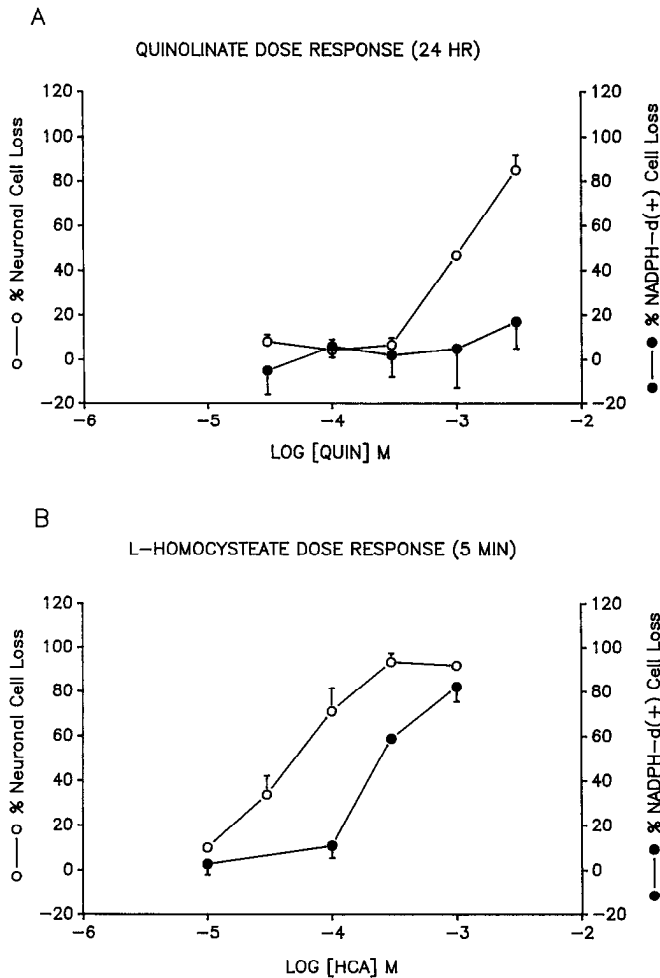 A
QUINOLINATE DOSE RESPONSE (24 HR)
120
100
80
60
40
20
0
−20
○—○ % Neuronal Cell Loss
120
100
80
60
40
20
0
−20
●—● % NADPH−d(+) Cell Loss
−6 −5 −4 −3 −2
LOG [QUIN] M
B
L−HOMOCYSTEATE DOSE RESPONSE (5 MIN)
120
100
80
60
40
20
0
−20
○—○ % Neuronal Cell Loss
120
100
80
60
40
20
0
−20
●—● % NADPH−d(+) Cell Loss
−6 −5 −4 −3 −2
LOG [HCA] M